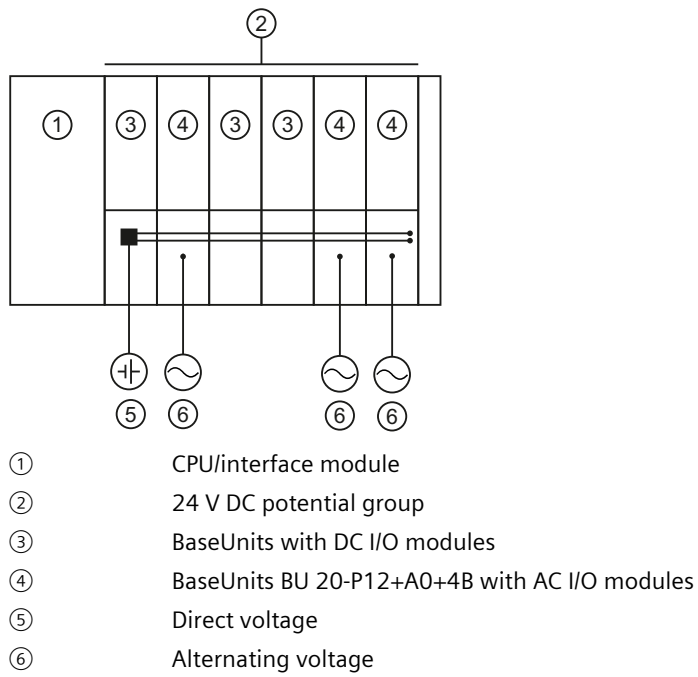 ②
① ③ ④ ③ ③ ④ ④
⑤ ⑥ ⑥ ⑥
① CPU/interface module
② 24 V DC potential group
③ BaseUnits with DC I/O modules
④ BaseUnits BU 20-P12+A0+4B with AC I/O modules
⑤ Direct voltage
⑥ Alternating voltage